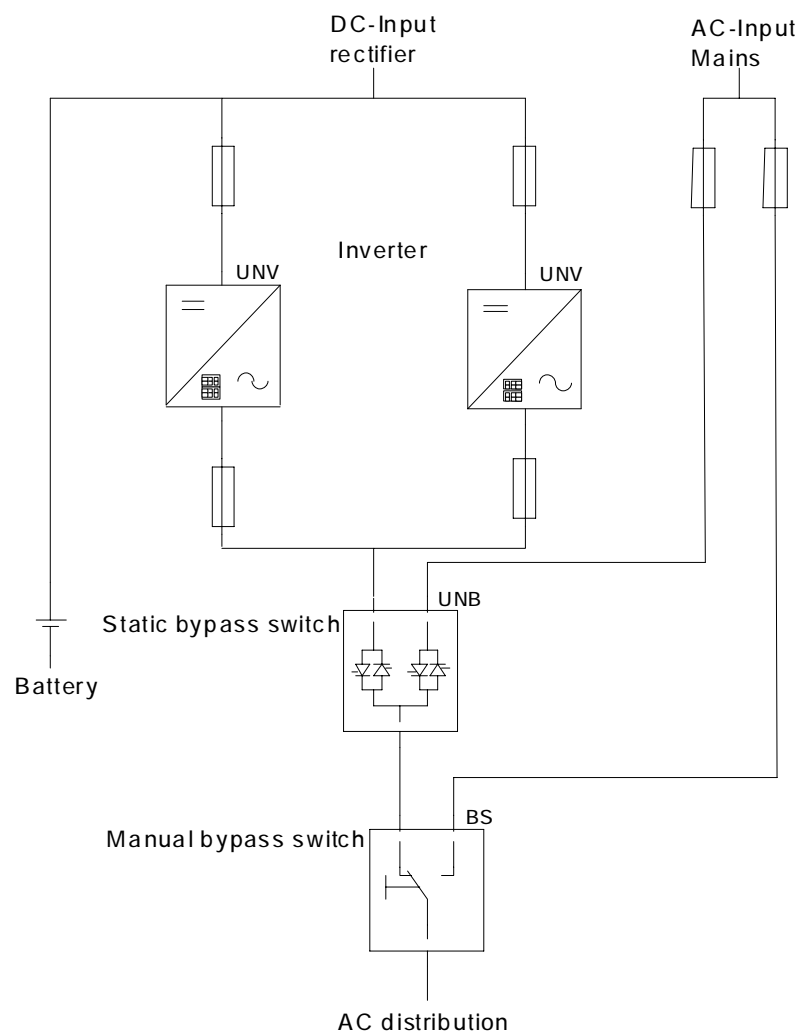 DC-Input
rectifier
AC-Input
Mains
Inverter
UNV
UNV
UNB
Static bypass switch
Battery
BS
Manual bypass switch
AC distribution